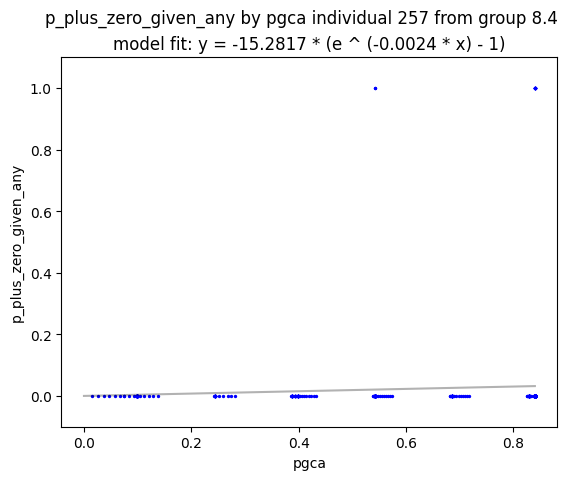 p_plus_zero_given_any by pgca individual 257 from group 8.4
model fit: y = -15.2817 * (e ^ (-0.0024 * x) - 1)
1.0
0.8
0.6
0.4
0.2
0.0
p_plus_zero_given_any
0.0 0.2 0.4 0.6 0.8
pgca